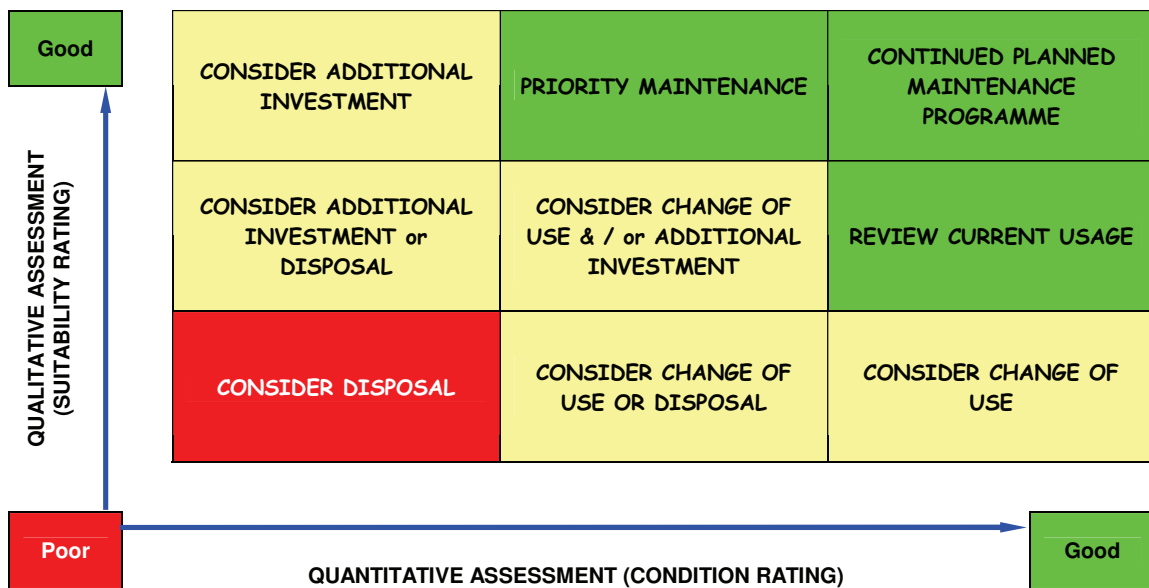 Good
CONSIDER ADDITIONAL
INVESTMENT
PRIORITY MAINTENANCE
CONTINUED PLANNED
MAINTENANCE
PROGRAMME
QUALITATIVE ASSESSMENT
(SUITABILITY RATING)
CONSIDER ADDITIONAL
INVESTMENT or
DISPOSAL
CONSIDER CHANGE OF
USE & / or ADDITIONAL
INVESTMENT
REVIEW CURRENT USAGE
CONSIDER DISPOSAL
CONSIDER CHANGE OF
USE OR DISPOSAL
CONSIDER CHANGE OF
USE
Poor
QUANTITATIVE ASSESSMENT (CONDITION RATING)
Good